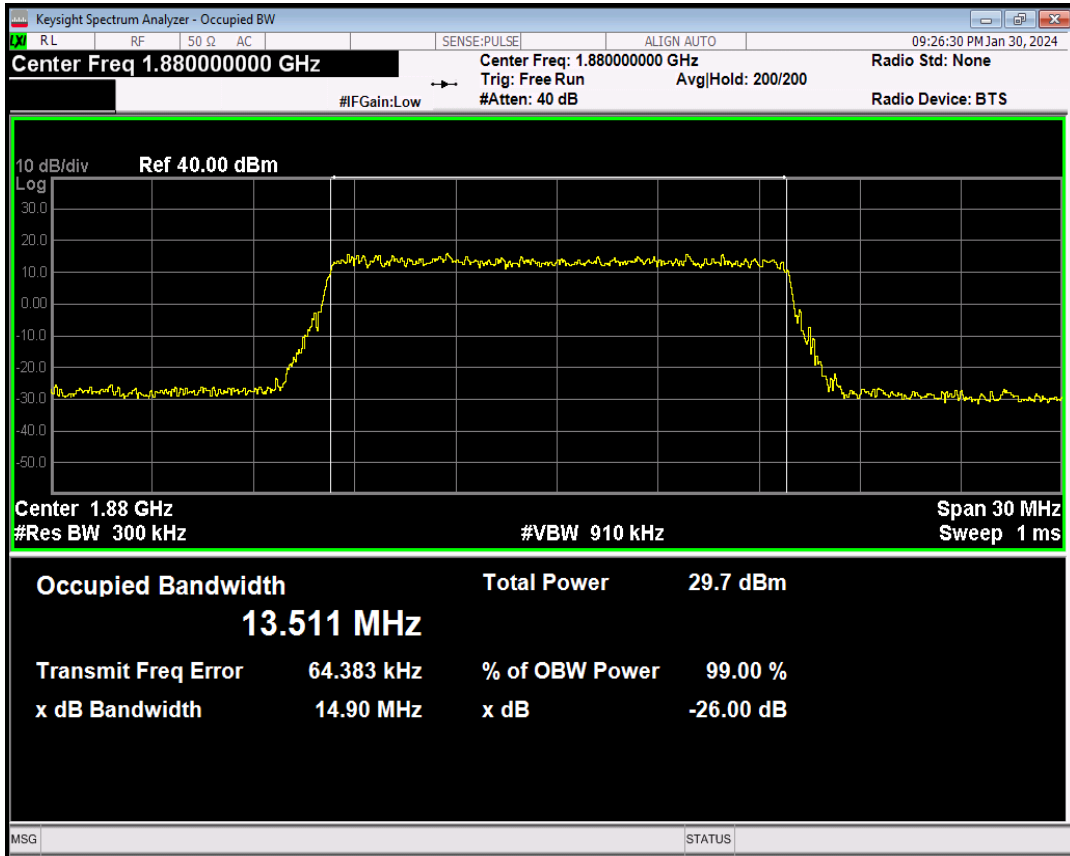 Keysight Spectrum Analyzer - Occupied BW
LXI RL RF 50 Ω AC SENSE:PULSE ALIGN AUTO 09:26:30 PM Jan 30, 2024
Center Freq 1.880000000 GHz Center Freq: 1.880000000 GHz Radio Std: None
Trig: Free Run Avg|Hold: 200/200
#IFGain:Low #Atten: 40 dB Radio Device: BTS
10 dB/div Ref 40.00 dBm
Log
30.0
20.0
10.0
0.00
-10.0
-20.0
-30.0
-40.0
-50.0
Center 1.88 GHz Span 30 MHz
#Res BW 300 kHz #VBW 910 kHz Sweep 1 ms
Occupied Bandwidth Total Power 29.7 dBm
13.511 MHz
Transmit Freq Error 64.383 kHz % of OBW Power 99.00 %
x dB Bandwidth 14.90 MHz x dB -26.00 dB
MSG STATUS